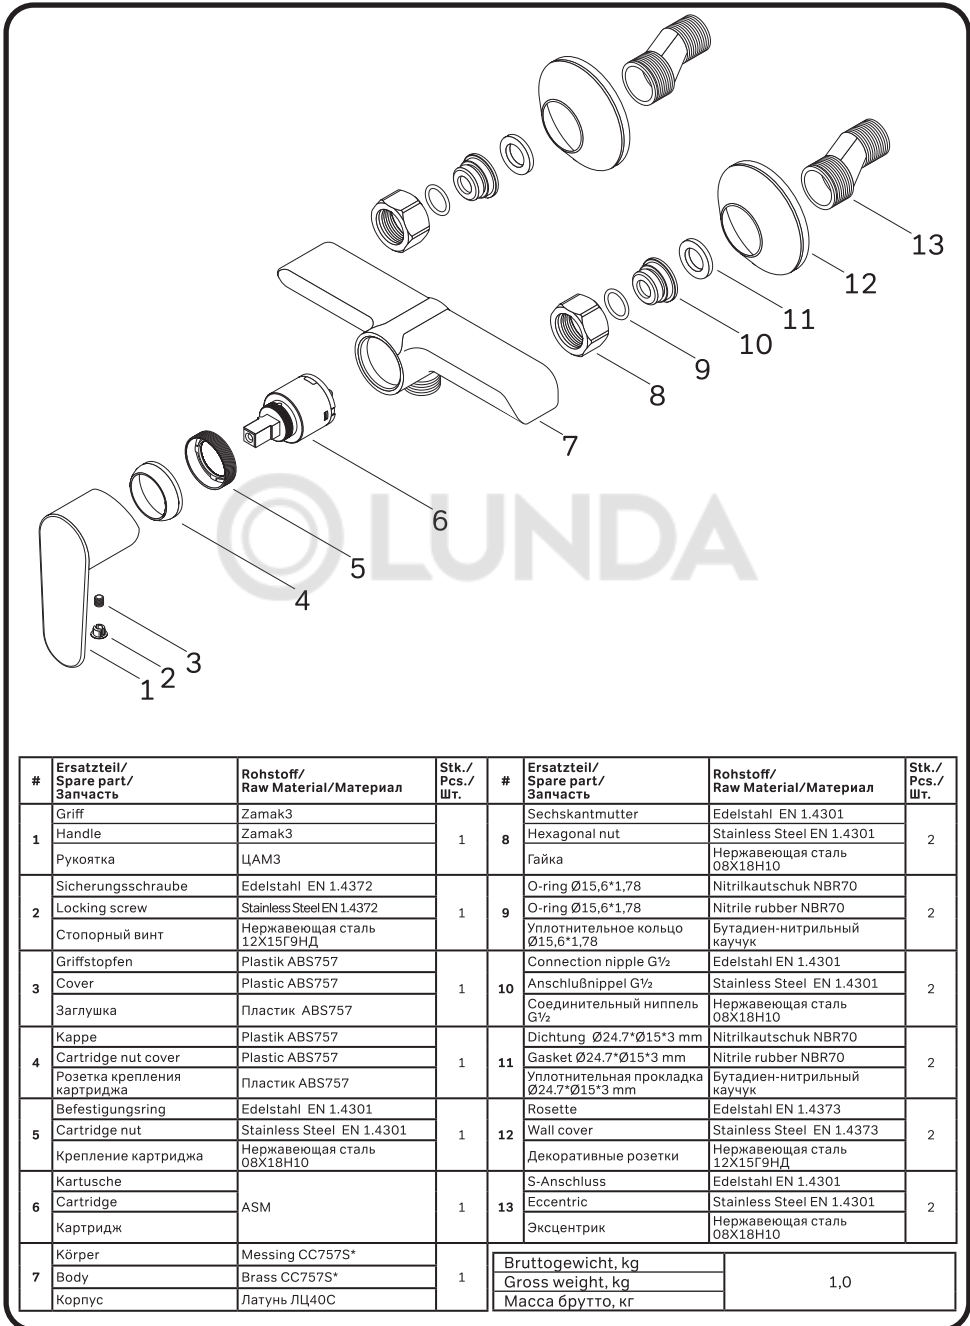 13
12
11
10
9
8
7
6
5
4
3
2
1
LUNDA
#
Ersatzteil/
Spare part/
Запчасть
Rohstoff/
Raw Material/Материал
Stk./
Pcs./
Шт.
1
Griff
Zamak3
Handle
Zamak3
Рукоятка
ЦАМ3
1
2
Sicherungsschraube
Edelstahl EN 1.4372
Locking screw
Stainless Steel EN 1.4372
Стопорный винт
Нержавеющая сталь
12Х15Г9НД
1
3
Griffstopfen
Plastik ABS757
Cover
Plastic ABS757
Заглушка
Пластик ABS757
1
4
Kappe
Plastik ABS757
Cartridge nut cover
Plastic ABS757
Розетка крепления
картриджа
Пластик ABS757
1
5
Befestigungsring
Edelstahl EN 1.4301
Cartridge nut
Stainless Steel EN 1.4301
Крепление картриджа
Нержавеющая сталь
08Х18Н10
1
6
Kartusche
Cartridge
Картридж
ASM
1
7
Körper
Messing CC757S*
Body
Brass CC757S*
Корпус
Латунь ЛЦ40С
1
#
Ersatzteil/
Spare part/
Запчасть
Rohstoff/
Raw Material/Материал
Stk./
Pcs./
Шт.
8
Sechskantmutter
Edelstahl EN 1.4301
Hexagonal nut
Stainless Steel EN 1.4301
Гайка
Нержавеющая сталь
08Х18Н10
2
9
O-ring Ø15,6*1,78
Nitrilkautschuk NBR70
O-ring Ø15,6*1,78
Nitrile rubber NBR70
Уплотнительное кольцо
Ø15,6*1,78
Бутадиен-нитрильный
каучук
2
10
Connection nipple G½
Edelstahl EN 1.4301
Anschlußnippel G½
Stainless Steel EN 1.4301
Соединительный ниппель
G½
Нержавеющая сталь
08Х18Н10
2
11
Dichtung Ø24.7*Ø15*3 mm
Nitrilkautschuk NBR70
Gasket Ø24.7*Ø15*3 mm
Nitrile rubber NBR70
Уплотнительная прокладка
Ø24.7*Ø15*3 mm
Бутадиен-нитрильный
каучук
2
12
Rosette
Edelstahl EN 1.4373
Wall cover
Stainless Steel EN 1.4373
Декоративные розетки
Нержавеющая сталь
12Х15Г9НД
2
13
S-Anschluss
Edelstahl EN 1.4301
Eccentric
Stainless Steel EN 1.4301
Эксцентрик
Нержавеющая сталь
08Х18Н10
2
Bruttogewicht, kg
Gross weight, kg
Масса брутто, кг
1,0